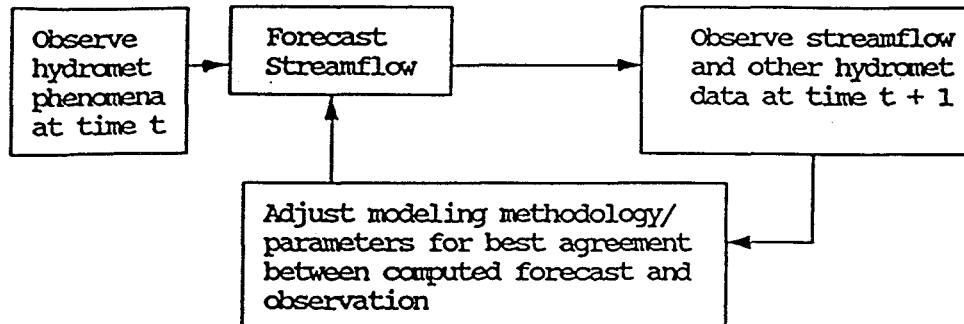 Observe
hydromet
phenomena
at time t
Forecast
Streamflow
Observe streamflow
and other hydromet
data at time t + 1
Adjust modeling methodology/
parameters for best agreement
between computed forecast and
observation